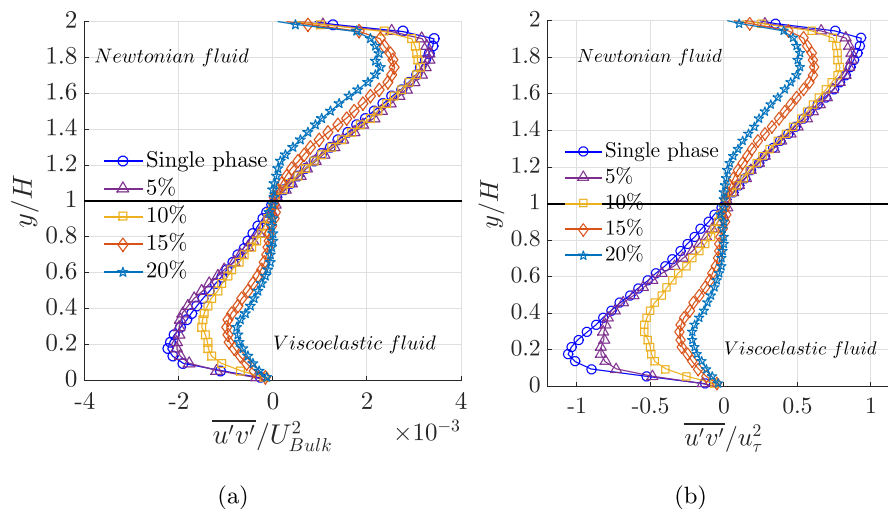 2
1.8
1.6
1.4
1.2
1
0.8
0.6
0.4
0.2
0
y/H
Newtonian fluid
Single phase
5%
10%
15%
20%
Viscoelastic fluid
-4 -2 0 2 4
u′v′/U²Bulk ×10⁻³
(a)
2
1.8
1.6
1.4
1.2
1
0.8
0.6
0.4
0.2
0
y/H
Newtonian fluid
Single phase
5%
10%
15%
20%
Viscoelastic fluid
-1 -0.5 0 0.5 1
u′v′/u²τ
(b)